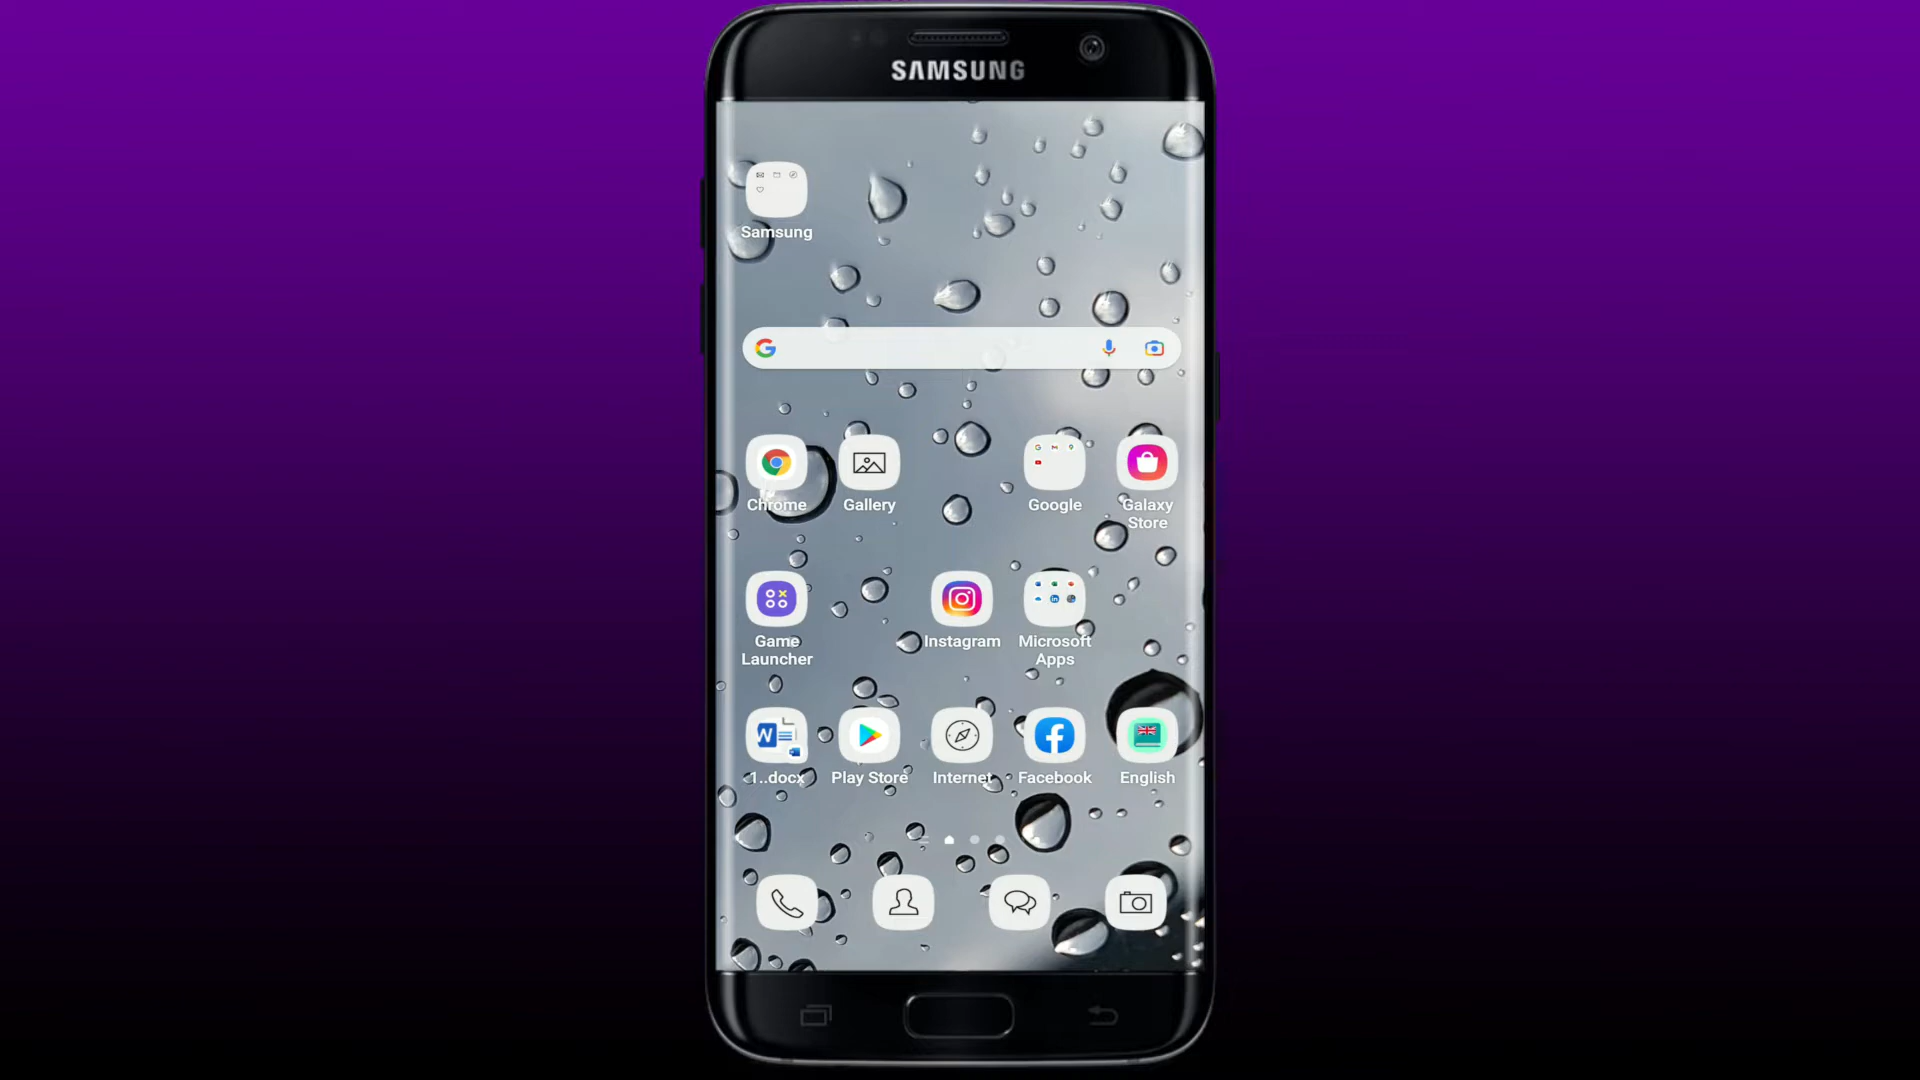 SAMSUNG
Samsung
Chrome
Gallery
Google
Galaxy
Store
Game
Launcher
Instagram
Microsoft
Apps
1..docx
Play Store
Internet
Facebook
English